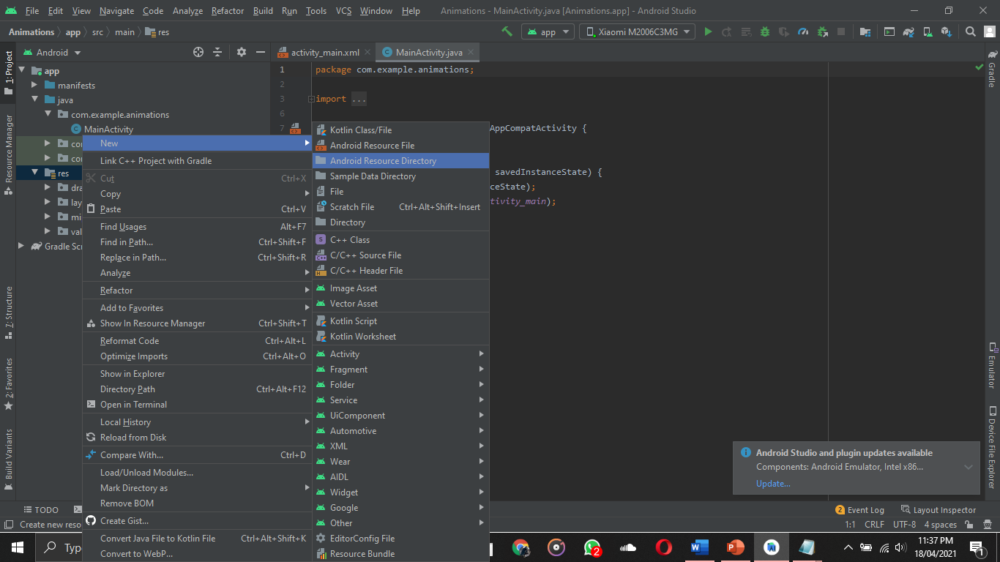 File Edit View Navigate Code Analyze Refactor Build Run Tools VCS Window Help Animations - MainActivity.java [Animations.app] - Android Studio
Animations app src main res app Xiaomi M2006C3MG
Android activity_main.xml MainActivity.java
1: Project
Resource Manager
7: Structure
2: Favorites
Build Variants
app
manifests
java
com.example.animations
MainActivity
co
co
res
dra
lay
mi
val
Gradle Scr
1 package com.example.animations;
2
3 import ...
6
7 AppCompatActivity {
savedInstanceState) {
ceState);
tivity_main);
New
Link C++ Project with Gradle
Cut Ctrl+X
Copy
Paste Ctrl+V
Find Usages Alt+F7
Find in Path... Ctrl+Shift+F
Replace in Path... Ctrl+Shift+R
Analyze
Refactor
Add to Favorites
Show In Resource Manager Ctrl+Shift+T
Reformat Code Ctrl+Alt+L
Optimize Imports Ctrl+Alt+O
Show in Explorer
Directory Path Ctrl+Alt+F12
Open in Terminal
Local History
Reload from Disk
Compare With... Ctrl+D
Load/Unload Modules...
Mark Directory as
Remove BOM
Create Gist...
Convert Java File to Kotlin File Ctrl+Alt+Shift+K
Convert to WebP...
Kotlin Class/File
Android Resource File
Android Resource Directory
Sample Data Directory
File
Scratch File Ctrl+Alt+Shift+Insert
Directory
C++ Class
C/C++ Source File
C/C++ Header File
Image Asset
Vector Asset
Kotlin Script
Kotlin Worksheet
Activity
Fragment
Folder
Service
UiComponent
Automotive
XML
Wear
AIDL
Widget
Google
Other
EditorConfig File
Resource Bundle
Gradle
Emulator
Device File Explorer
Android Studio and plugin updates available
Components: Android Emulator, Intel x86...
Update...
TODO 2 Event Log Layout Inspector
Create new reso 1:1 CRLF UTF-8 4 spaces
Typ 2 11:37 PM
18/04/2021 1